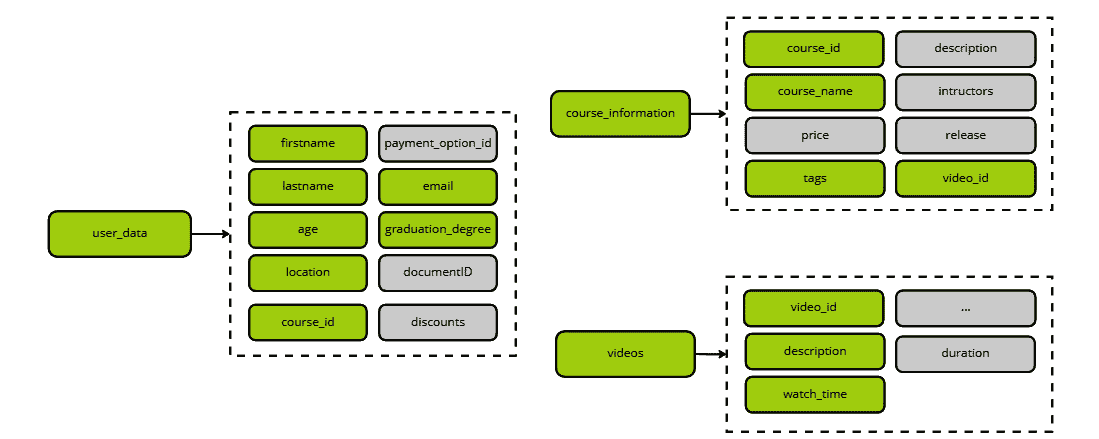 user_data
firstname
payment_option_id
lastname
email
age
graduation_degree
location
documentID
course_id
discounts
course_information
course_id
description
course_name
intructors
price
release
tags
video_id
videos
video_id
...
description
duration
watch_time